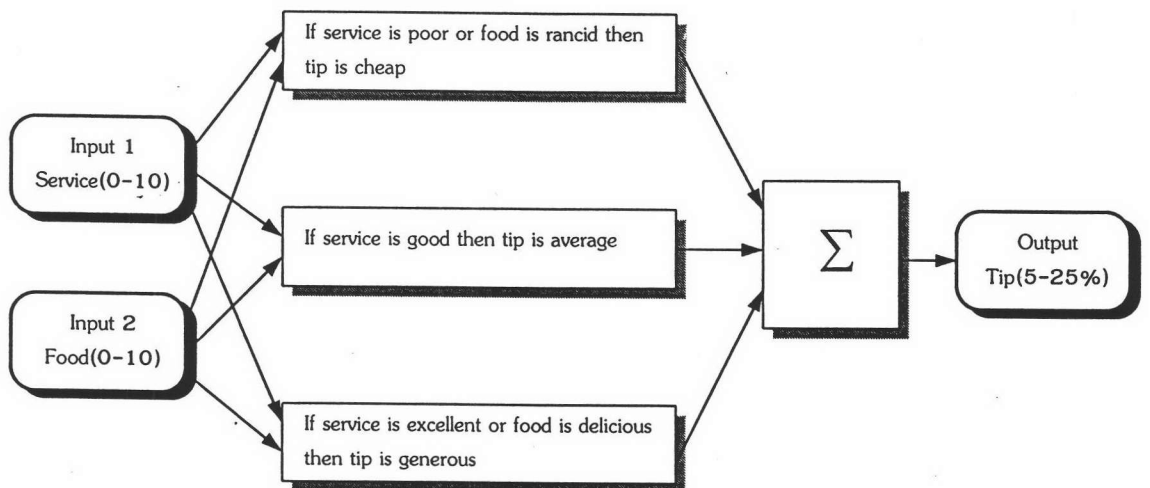 If service is poor or food is rancid then
tip is cheap
Input 1
Service(0-10)
If service is good then tip is average
Σ
Output
Tip(5-25%)
Input 2
Food(0-10)
If service is excellent or food is delicious
then tip is generous